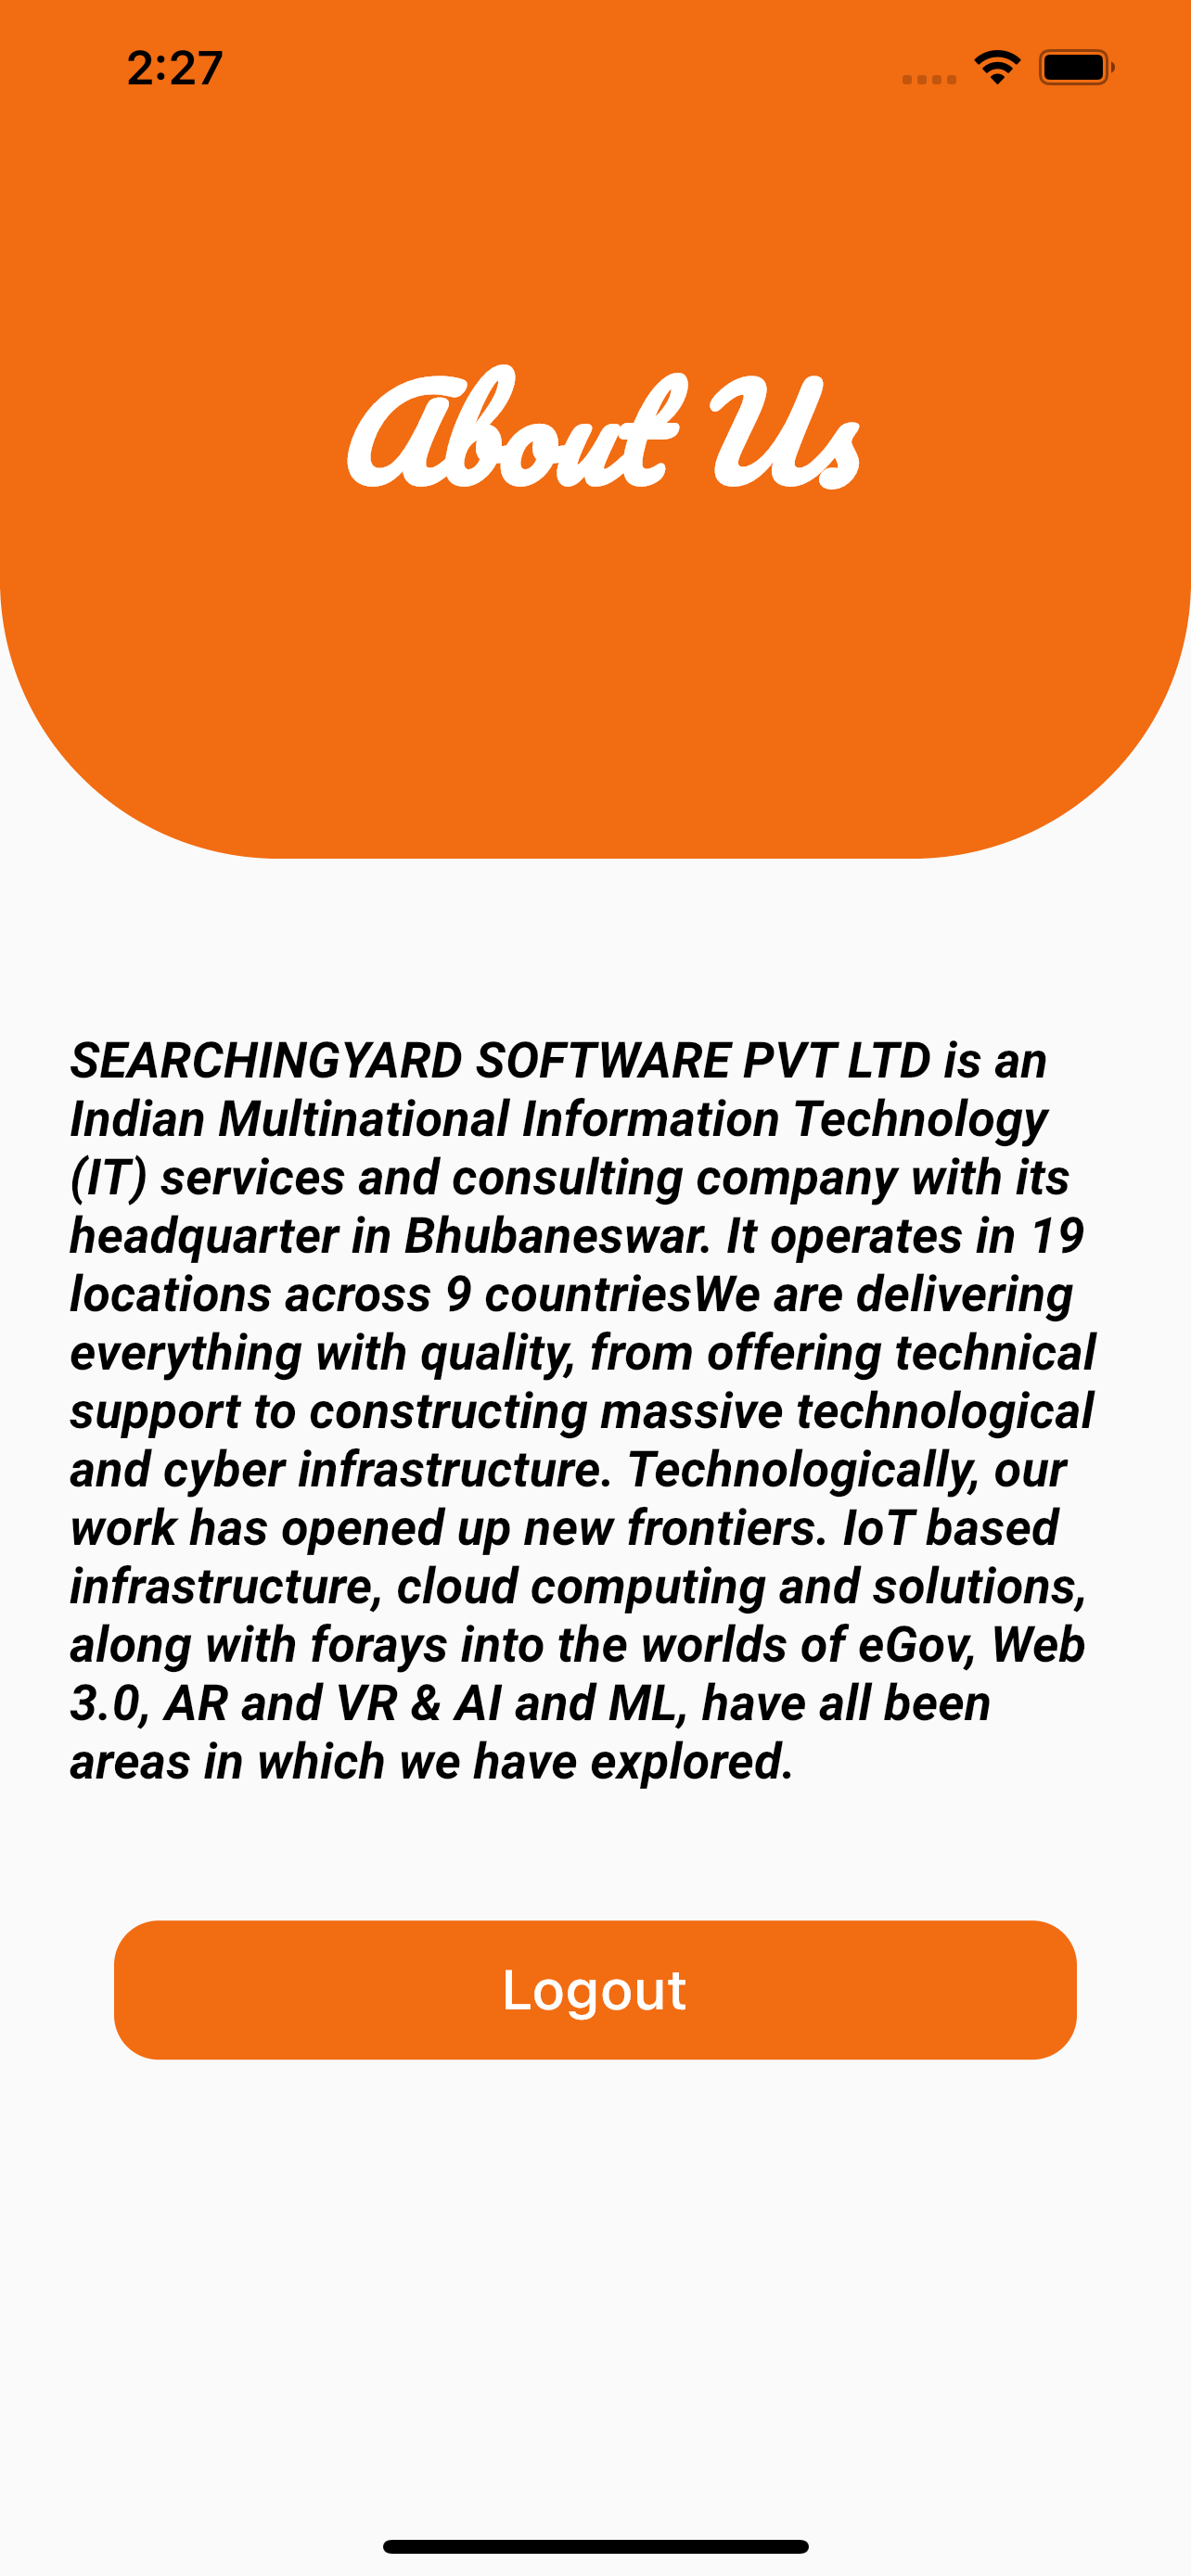 2:27
About Us
SEARCHINGYARD SOFTWARE PVT LTD is an
Indian Multinational Information Technology
(IT) services and consulting company with its
headquarter in Bhubaneswar. It operates in 19
locations across 9 countriesWe are delivering
everything with quality, from offering technical
support to constructing massive technological
and cyber infrastructure. Technologically, our
work has opened up new frontiers. IoT based
infrastructure, cloud computing and solutions,
along with forays into the worlds of eGov, Web
3.0, AR and VR & AI and ML, have all been
areas in which we have explored.
Logout